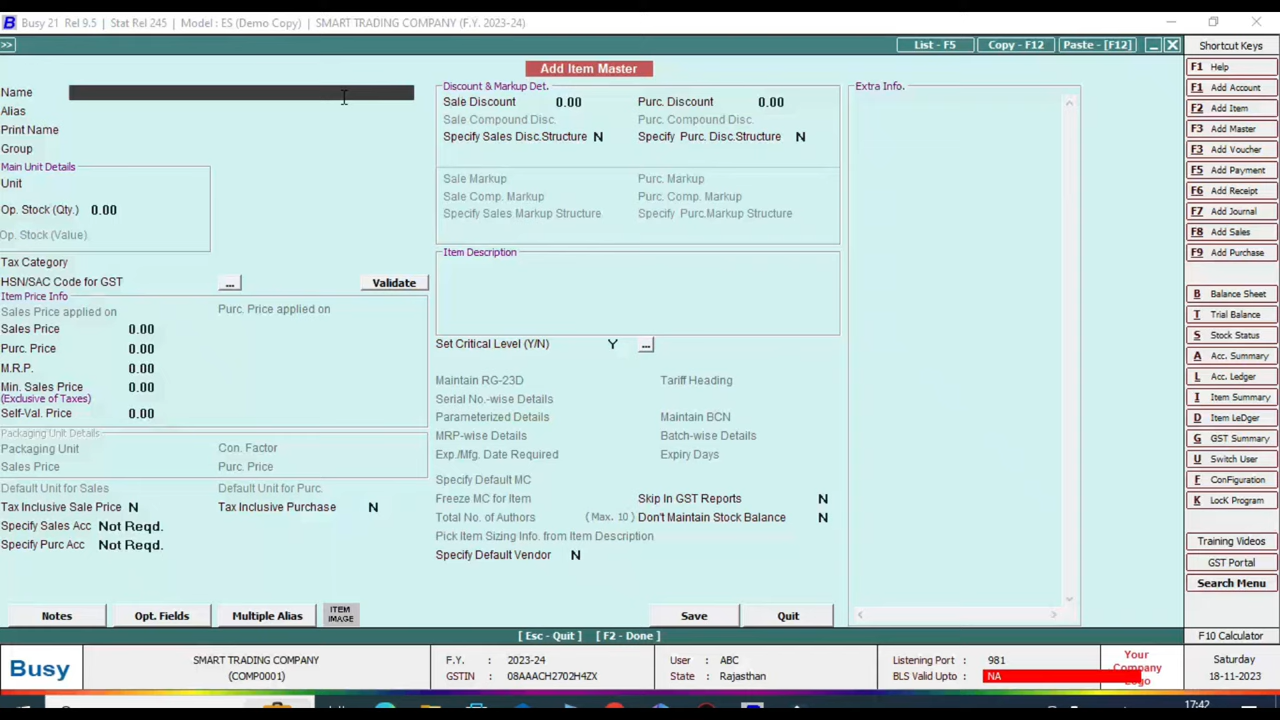 Busy 21 Rel 9.5 | Stat Rel 245 | Model : ES (Demo Copy) | SMART TRADING COMPANY (F.Y. 2023-24)
>> List - F5 Copy - F12 Paste - [F12] Shortcut Keys
Add Item Master
Name
Alias
Print Name
Group
Main Unit Details
Unit
Op. Stock (Qty.) 0.00
Op. Stock (Value)
Tax Category
HSN/SAC Code for GST ... Validate
Item Price Info
Sales Price applied on Purc. Price applied on
Sales Price 0.00
Purc. Price 0.00
M.R.P. 0.00
Min. Sales Price 0.00
(Exclusive of Taxes)
Self-Val. Price 0.00
Packaging Unit Details
Packaging Unit Con. Factor
Sales Price Purc. Price
Default Unit for Sales Default Unit for Purc.
Tax Inclusive Sale Price N Tax Inclusive Purchase N
Specify Sales Acc Not Reqd.
Specify Purc Acc Not Reqd.
Discount & Markup Det.
Sale Discount 0.00 Purc. Discount 0.00
Sale Compound Disc. Purc. Compound Disc.
Specify Sales Disc.Structure N Specify Purc. Disc.Structure N
Sale Markup Purc. Markup
Sale Comp. Markup Purc. Comp. Markup
Specify Sales Markup Structure Specify Purc.Markup Structure
Item Description
Set Critical Level (Y/N) Y ...
Maintain RG-23D Tariff Heading
Serial No.-wise Details
Parameterized Details Maintain BCN
MRP-wise Details Batch-wise Details
Exp./Mfg. Date Required Expiry Days
Specify Default MC
Freeze MC for Item Skip In GST Reports N
Total No. of Authors (Max. 10) Don't Maintain Stock Balance N
Pick Item Sizing Info. from Item Description
Specify Default Vendor N
Extra Info.
Notes Opt. Fields Multiple Alias ITEM IMAGE Save Quit
[ Esc - Quit ] [ F2 - Done ]
F1 Help
F1 Add Account
F2 Add Item
F3 Add Master
F3 Add Voucher
F5 Add Payment
F6 Add Receipt
F7 Add Journal
F8 Add Sales
F9 Add Purchase
B Balance Sheet
T Trial Balance
S Stock Status
A Acc. Summary
L Acc. Ledger
I Item Summary
D Item LeDger
G GST Summary
U Switch User
F ConFiguration
K LocK Program
Training Videos
GST Portal
Search Menu
F10 Calculator
Busy
SMART TRADING COMPANY
(COMP0001)
F.Y. : 2023-24
GSTIN : 08AAACH2702H4ZX
User : ABC
State : Rajasthan
Listening Port : 981
BLS Valid Upto : NA
Your
Company
Logo
Saturday
18-11-2023
17:42